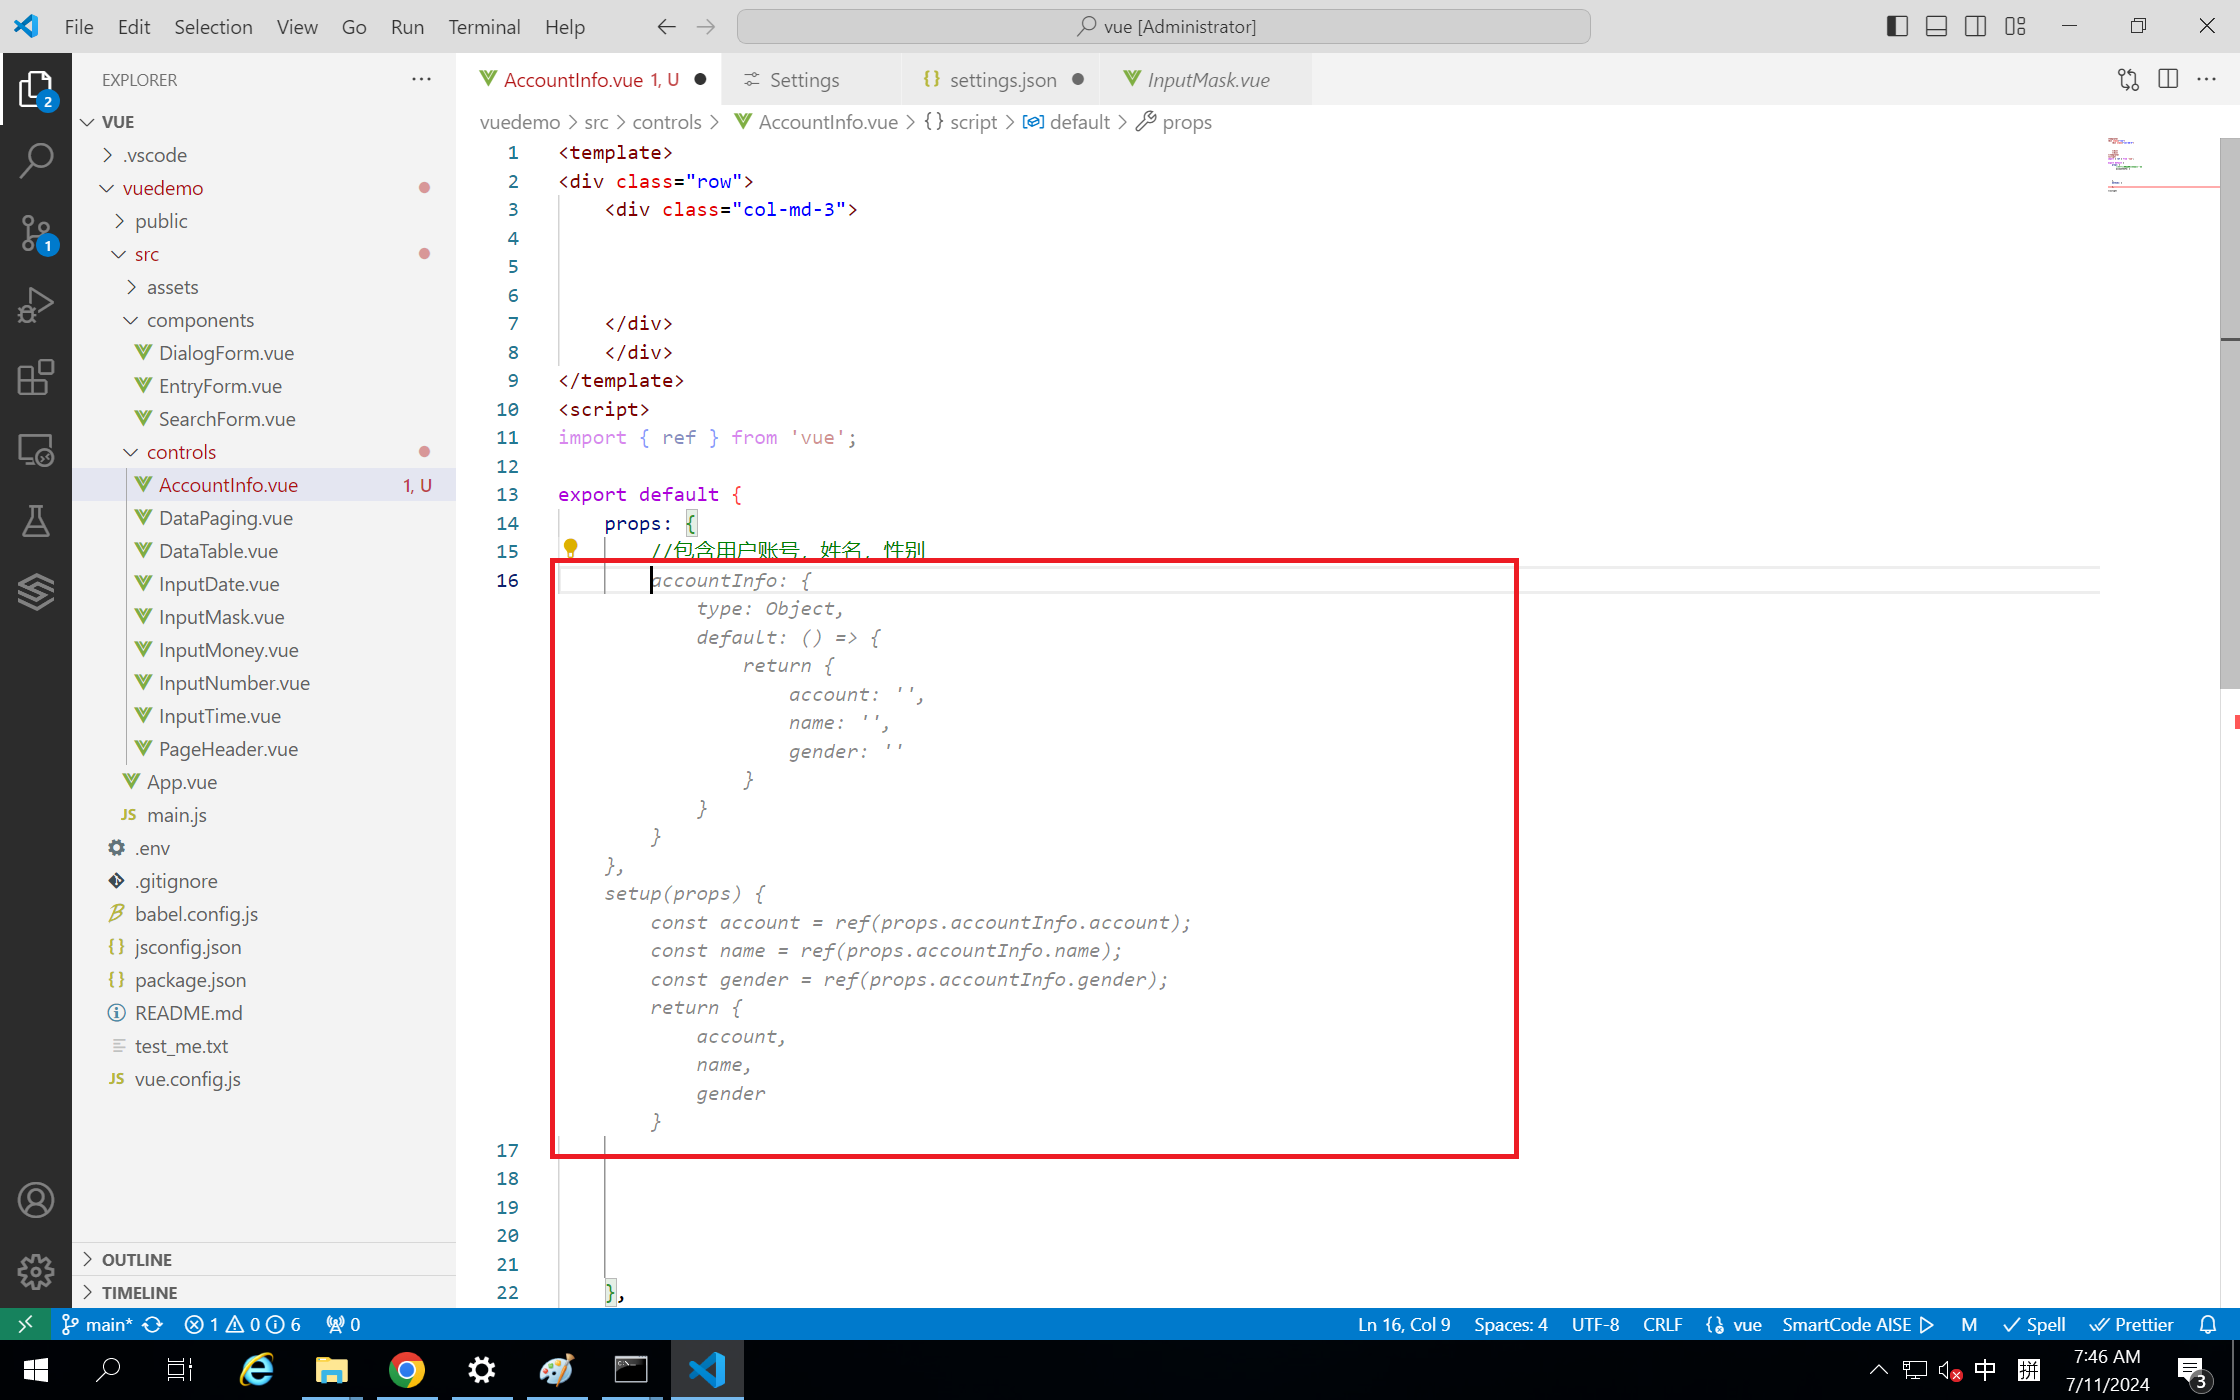 File Edit Selection View Go Run Terminal Help
vue [Administrator]
EXPLORER
AccountInfo.vue 1, U
Settings
settings.json
InputMask.vue
vuedemo > src > controls > AccountInfo.vue > {} script > default > props
VUE
.vscode
vuedemo
public
src
assets
components
DialogForm.vue
EntryForm.vue
SearchForm.vue
controls
AccountInfo.vue 1, U
DataPaging.vue
DataTable.vue
InputDate.vue
InputMask.vue
InputMoney.vue
InputNumber.vue
InputTime.vue
PageHeader.vue
App.vue
JS main.js
.env
.gitignore
babel.config.js
{} jsconfig.json
{} package.json
README.md
test_me.txt
JS vue.config.js
OUTLINE
TIMELINE
2
1
1 <template>
2 <div class="row">
3 <div class="col-md-3">
4
5
6
7 </div>
8 </div>
9 </template>
10 <script>
11 import { ref } from 'vue';
12
13 export default {
14 props: {
15 //包含用户账号，姓名，性别
16 accountInfo: {
type: Object,
default: () => {
return {
account: '',
name: '',
gender: ''
}
}
}
},
setup(props) {
const account = ref(props.accountInfo.account);
const name = ref(props.accountInfo.name);
const gender = ref(props.accountInfo.gender);
return {
account,
name,
gender
}
17
18
19
20
21
22 },
main* 1 0 6 0
Ln 16, Col 9 Spaces: 4 UTF-8 CRLF vue SmartCode AISE M Spell Prettier
中 拼
7:46 AM
7/11/2024
3